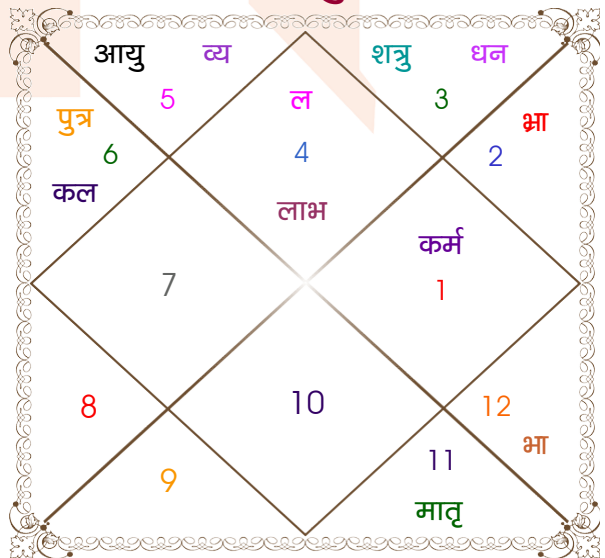 आयु व्य शत्रु धन
5 ल 3
पुत्र भ्रा
6 4 2
कल
लाभ
कर्म
7 1
8 10 12
भा
9 11
मातृ